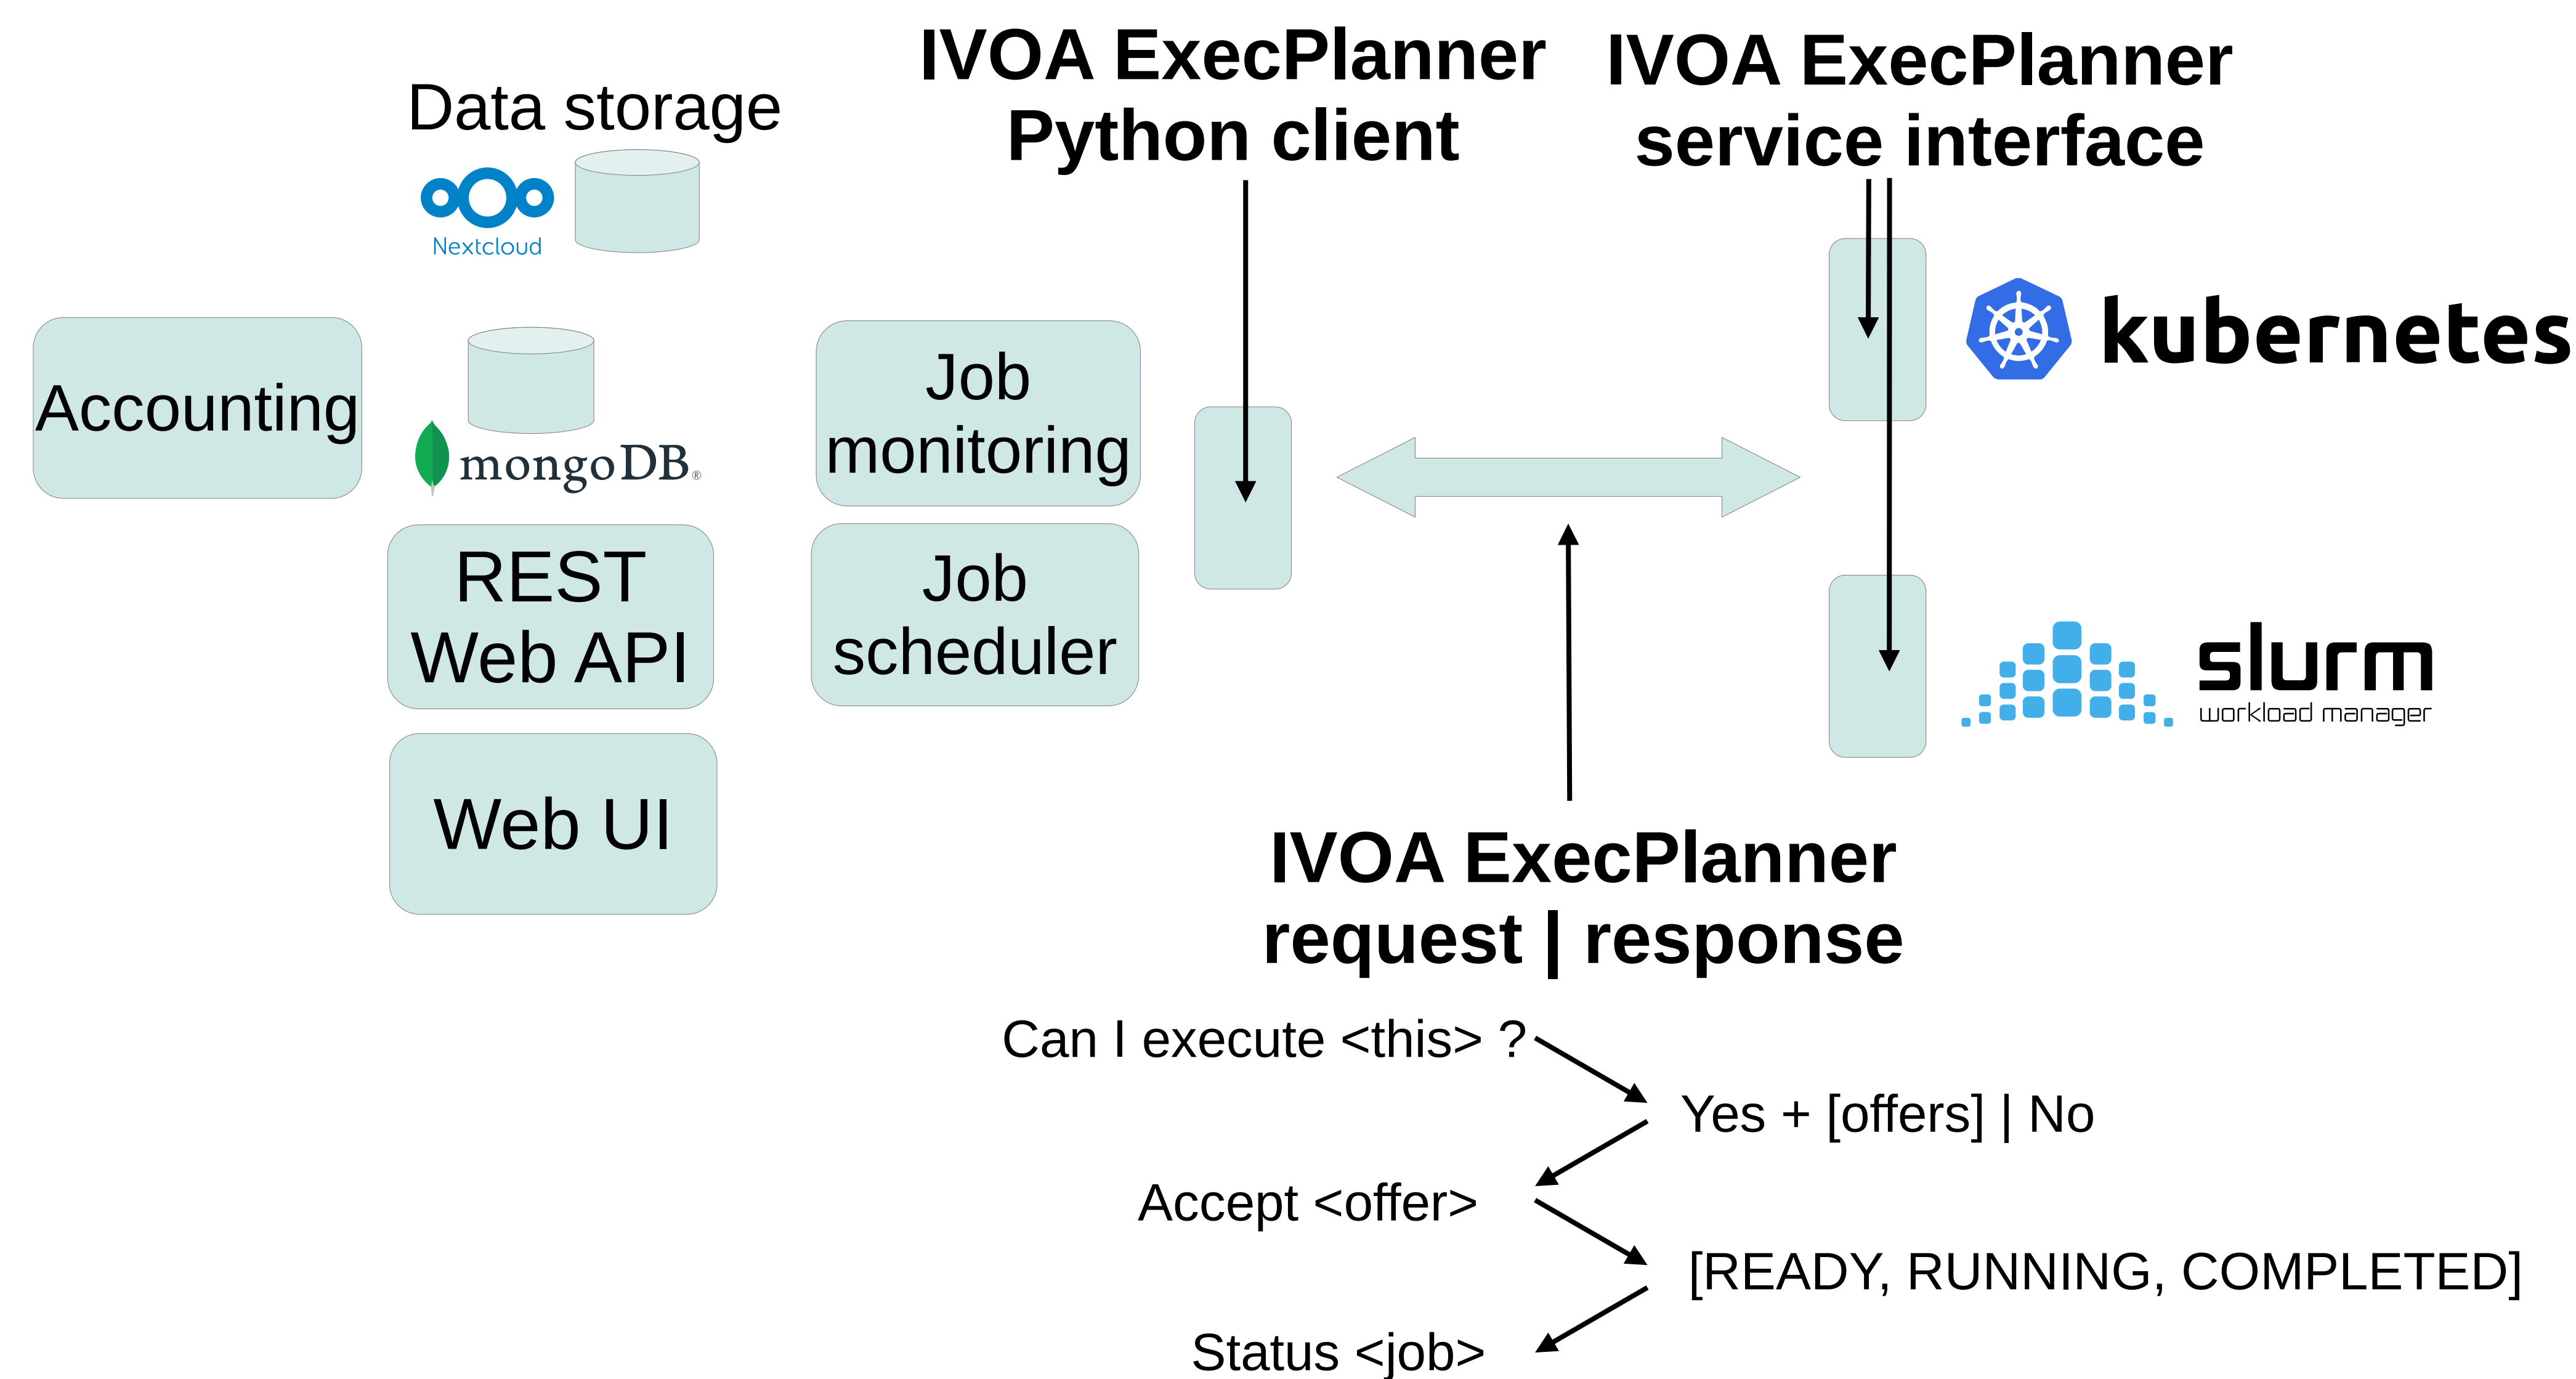 IVOA ExecPlanner
Python client
IVOA ExecPlanner
service interface
Data storage
Nextcloud
kubernetes
Accounting
mongoDB®
Job
monitoring
REST
Web API
Job
scheduler
slurm
workload manager
Web UI
IVOA ExecPlanner
request | response
Can I execute <this> ?
Yes + [offers] | No
Accept <offer>
[READY, RUNNING, COMPLETED]
Status <job>